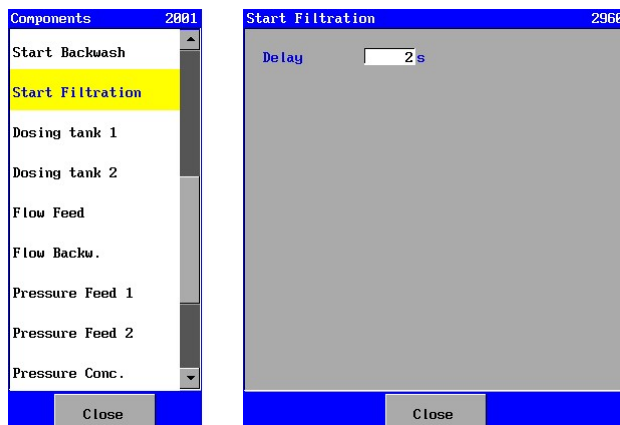 Components 2001
Start Backwash
Start Filtration
Dosing tank 1
Dosing tank 2
Flow Feed
Flow Backw.
Pressure Feed 1
Pressure Feed 2
Pressure Conc.
Close
Start Filtration 2960
Delay 2 s
Close